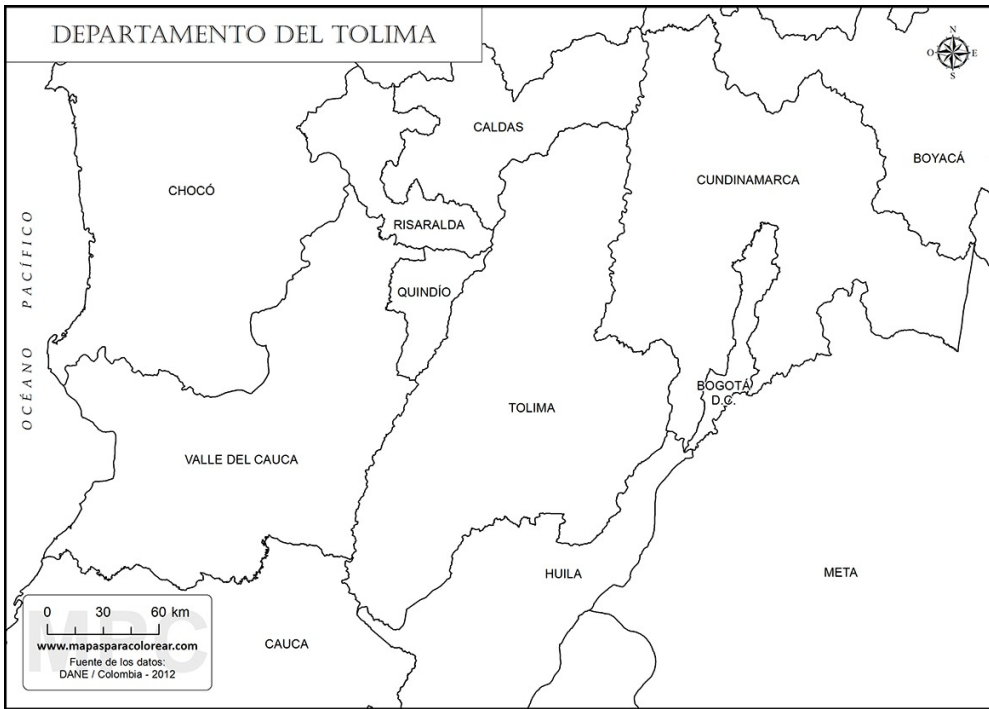 DEPARTAMENTO DEL TOLIMA
N
O
E
S
CALDAS
BOYACÁ
CHOCÓ
CUNDINAMARCA
RISARALDA
OCÉANO PACÍFICO
QUINDÍO
BOGOTÁ
D.C.
TOLIMA
VALLE DEL CAUCA
HUILA
META
CAUCA
MPC
0 30 60 km
www.mapasparacolorear.com
Fuente de los datos:
DANE / Colombia - 2012